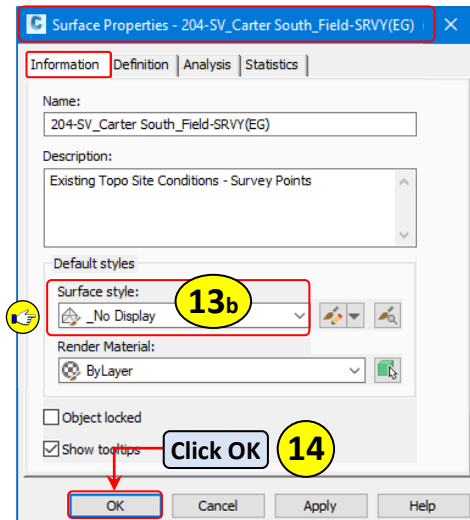 Surface Properties - 204-SV_Carter South_Field-SRVY(EG)
Information Definition Analysis Statistics
Name:
204-SV_Carter South_Field-SRVY(EG)
Description:
Existing Topo Site Conditions - Survey Points
Default styles
Surface style:
_No Display
13b
Render Material:
ByLayer
Object locked
Show tooltips
Click OK 14
OK Cancel Apply Help